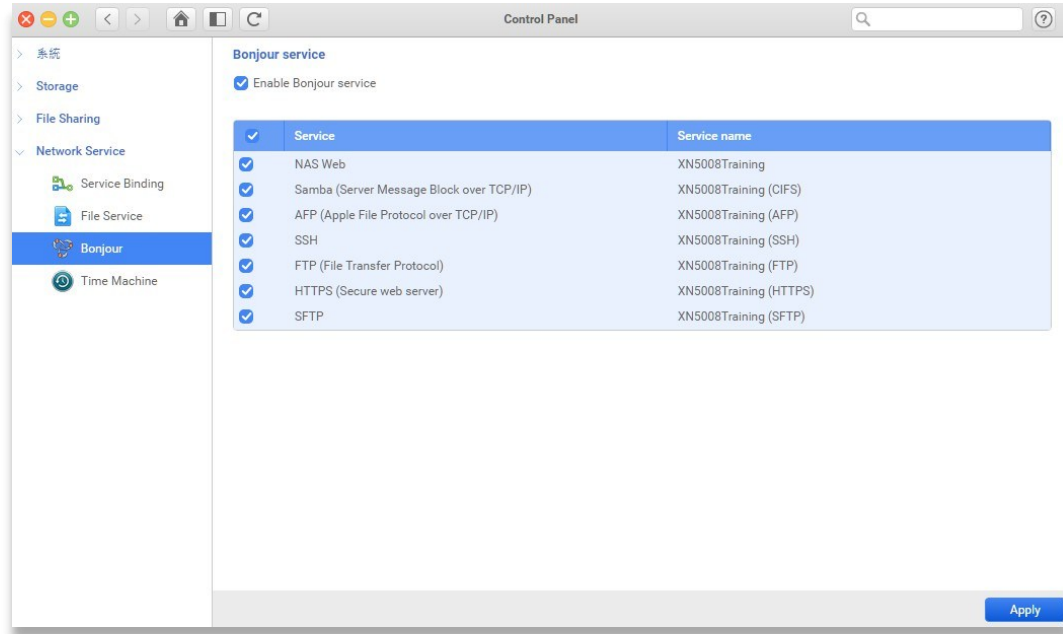 Control Panel
系統
Storage
File Sharing
Network Service
Service Binding
File Service
Bonjour
Time Machine
Bonjour service
Enable Bonjour service
Service Service name
NAS Web XN5008Training
Samba (Server Message Block over TCP/IP) XN5008Training (CIFS)
AFP (Apple File Protocol over TCP/IP) XN5008Training (AFP)
SSH XN5008Training (SSH)
FTP (File Transfer Protocol) XN5008Training (FTP)
HTTPS (Secure web server) XN5008Training (HTTPS)
SFTP XN5008Training (SFTP)
Apply